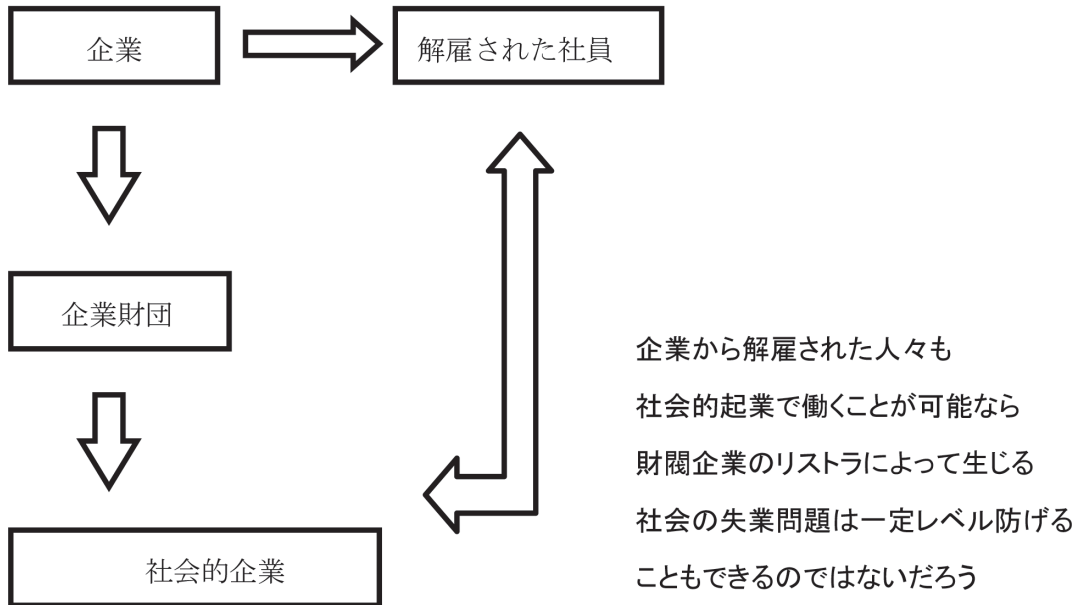 企業
解雇された社員
企業財団
企業から解雇された人々も
社会的起業で働くことが可能なら
財閥企業のリストラによって生じる
社会の失業問題は一定レベル防げる
こともできるのではないだろう
社会的企業